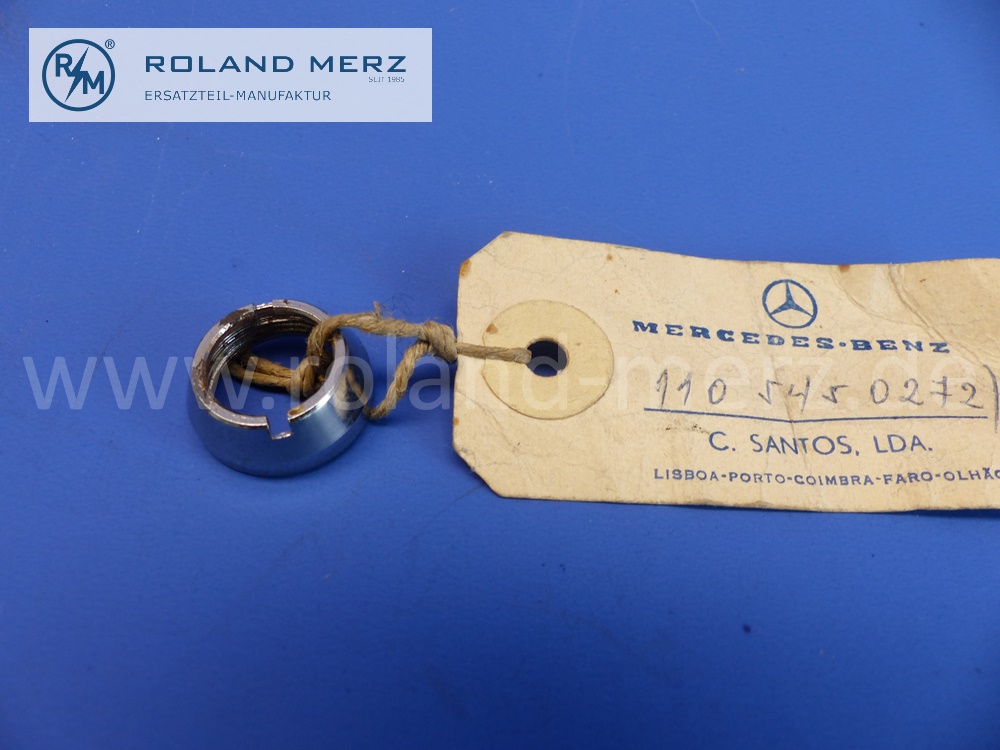 R M ®
ROLAND MERZ
SEIT 1985
ERSATZTEIL-MANUFAKTUR
www.roland-merz.de
MERCEDES-BENZ
110 545 0272
C. SANTOS, LDA.
LISBOA-PORTO-COIMBRA-FARO-OLHÃO